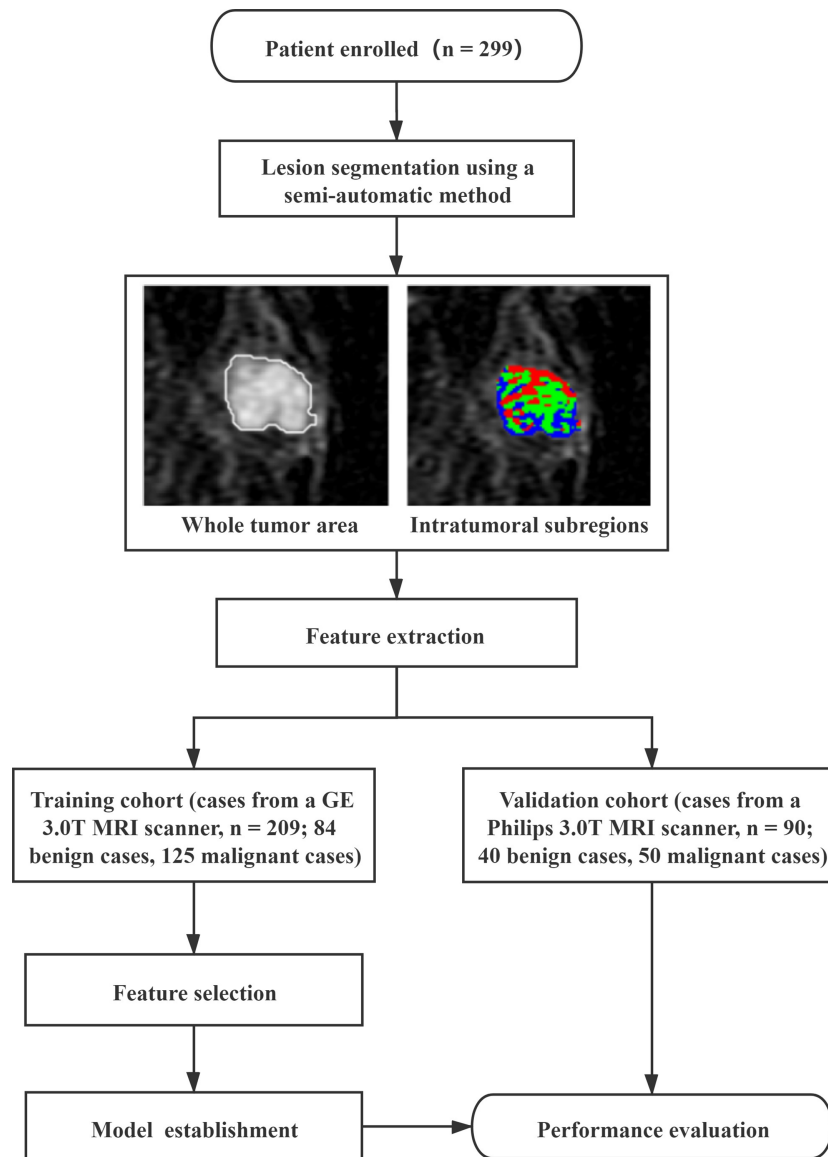 Patient enrolled（n = 299）
Lesion segmentation using a
semi-automatic method
Whole tumor area
Intratumoral subregions
Feature extraction
Training cohort (cases from a GE
3.0T MRI scanner, n = 209; 84
benign cases, 125 malignant cases)
Validation cohort (cases from a
Philips 3.0T MRI scanner, n = 90;
40 benign cases, 50 malignant cases)
Feature selection
Model establishment
Performance evaluation